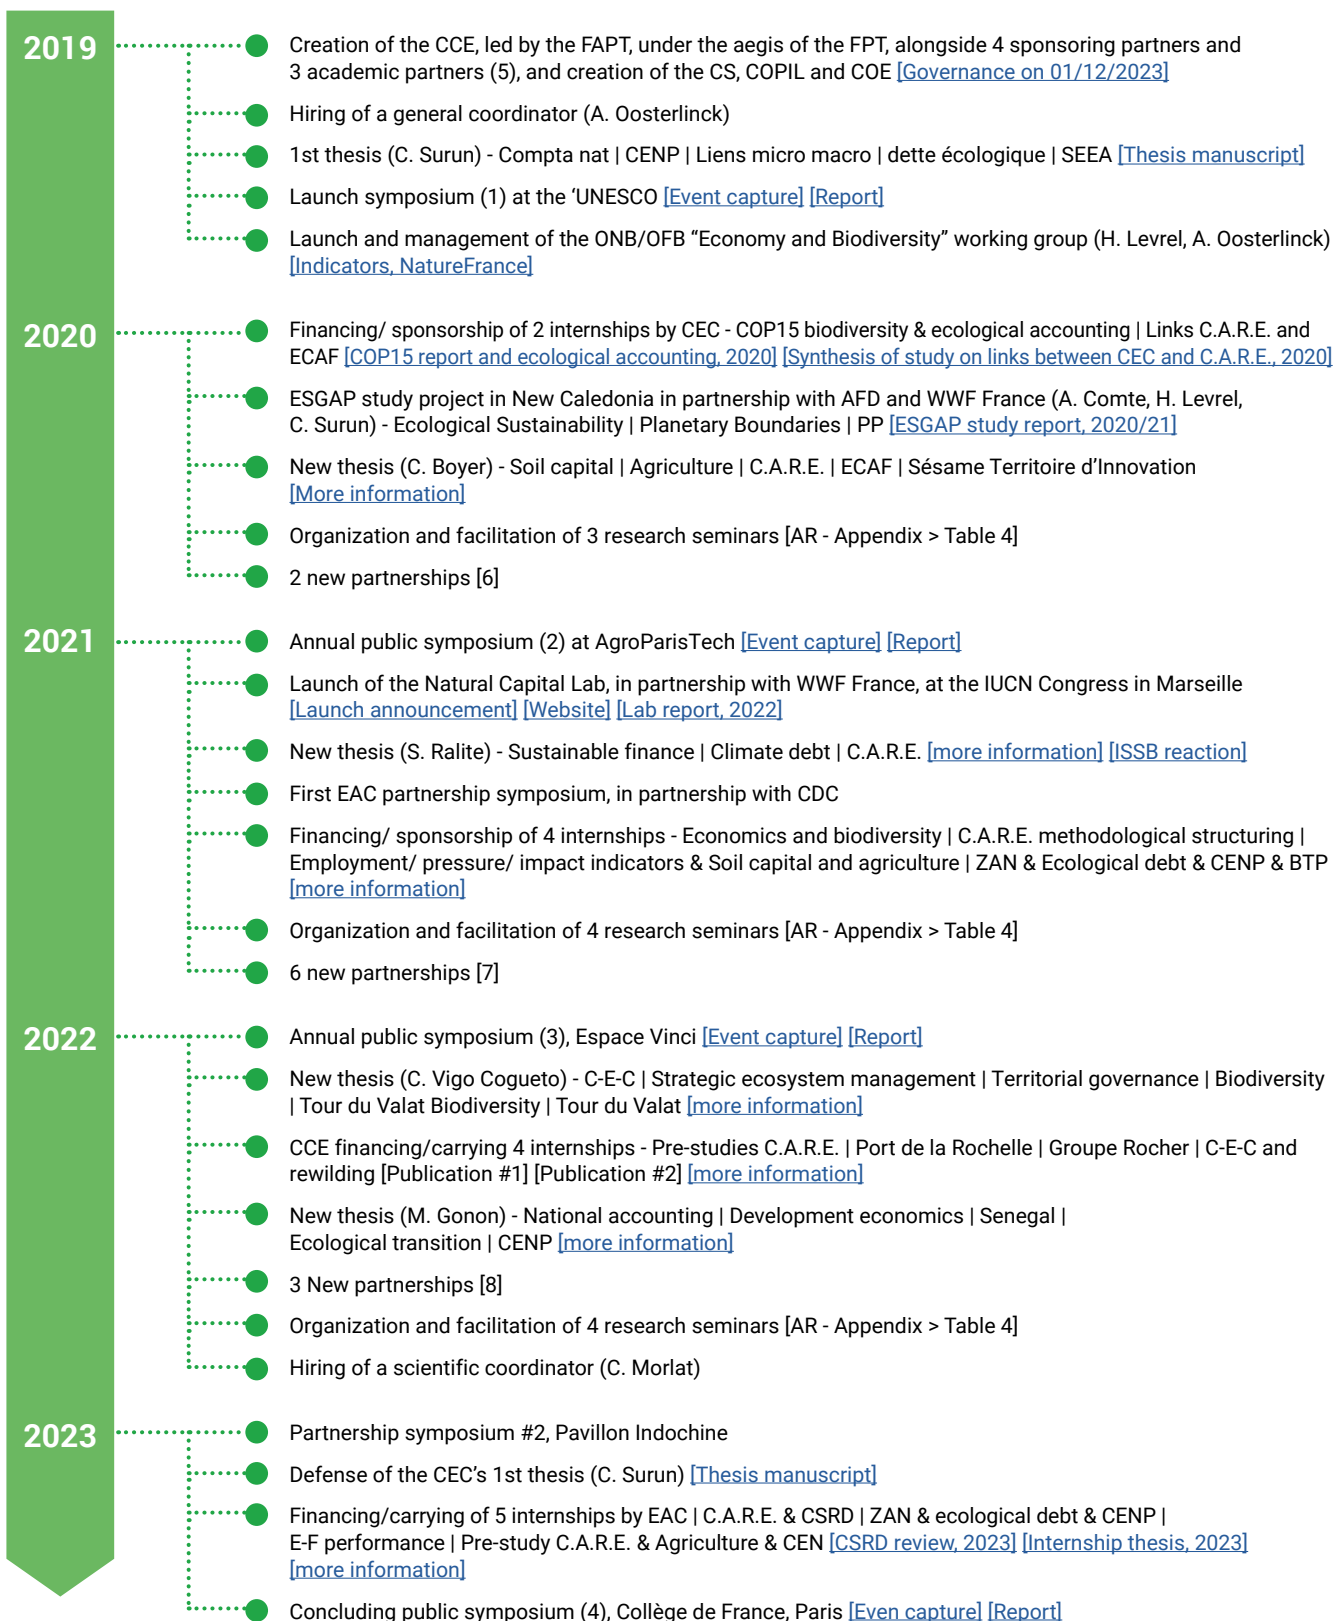 2019
Creation of the CCE, led by the FAPT, under the aegis of the FPT, alongside 4 sponsoring partners and
3 academic partners (5), and creation of the CS, COPIL and COE [Governance on 01/12/2023]
Hiring of a general coordinator (A. Oosterlinck)
1st thesis (C. Surun) - Compta nat | CENP | Liens micro macro | dette écologique | SEEA [Thesis manuscript]
Launch symposium (1) at the ‘UNESCO [Event capture] [Report]
Launch and management of the ONB/OFB “Economy and Biodiversity” working group (H. Levrel, A. Oosterlinck)
[Indicators, NatureFrance]
2020
Financing/ sponsorship of 2 internships by CEC - COP15 biodiversity & ecological accounting | Links C.A.R.E. and
ECAF [COP15 report and ecological accounting, 2020] [Synthesis of study on links between CEC and C.A.R.E., 2020]
ESGAP study project in New Caledonia in partnership with AFD and WWF France (A. Comte, H. Levrel,
C. Surun) - Ecological Sustainability | Planetary Boundaries | PP [ESGAP study report, 2020/21]
New thesis (C. Boyer) - Soil capital | Agriculture | C.A.R.E. | ECAF | Sésame Territoire d’Innovation
[More information]
Organization and facilitation of 3 research seminars [AR - Appendix > Table 4]
2 new partnerships [6]
2021
Annual public symposium (2) at AgroParisTech [Event capture] [Report]
Launch of the Natural Capital Lab, in partnership with WWF France, at the IUCN Congress in Marseille
[Launch announcement] [Website] [Lab report, 2022]
New thesis (S. Ralite) - Sustainable finance | Climate debt | C.A.R.E. [more information] [ISSB reaction]
First EAC partnership symposium, in partnership with CDC
Financing/ sponsorship of 4 internships - Economics and biodiversity | C.A.R.E. methodological structuring |
Employment/ pressure/ impact indicators & Soil capital and agriculture | ZAN & Ecological debt & CENP & BTP
[more information]
Organization and facilitation of 4 research seminars [AR - Appendix > Table 4]
6 new partnerships [7]
2022
Annual public symposium (3), Espace Vinci [Event capture] [Report]
New thesis (C. Vigo Cogueto) - C-E-C | Strategic ecosystem management | Territorial governance | Biodiversity
| Tour du Valat Biodiversity | Tour du Valat [more information]
CCE financing/carrying 4 internships - Pre-studies C.A.R.E. | Port de la Rochelle | Groupe Rocher | C-E-C and
rewilding [Publication #1] [Publication #2] [more information]
New thesis (M. Gonon) - National accounting | Development economics | Senegal |
Ecological transition | CENP [more information]
3 New partnerships [8]
Organization and facilitation of 4 research seminars [AR - Appendix > Table 4]
Hiring of a scientific coordinator (C. Morlat)
2023
Partnership symposium #2, Pavillon Indochine
Defense of the CEC’s 1st thesis (C. Surun) [Thesis manuscript]
Financing/carrying of 5 internships by EAC | C.A.R.E. & CSRD | ZAN & ecological debt & CENP |
E-F performance | Pre-study C.A.R.E. & Agriculture & CEN [CSRD review, 2023] [Internship thesis, 2023]
[more information]
Concluding public symposium (4), Collège de France, Paris [Even capture] [Report]